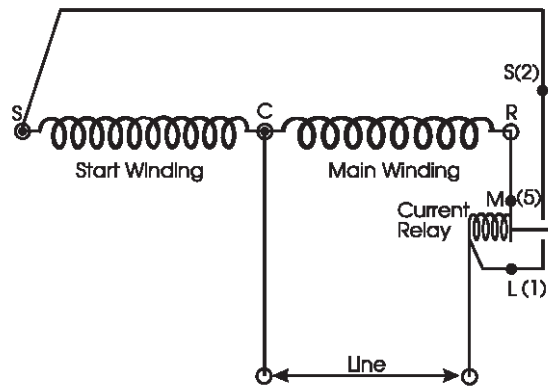 S(2)
S
C
R
Start Winding
Main Winding
M (5)
Current
Relay
L (1)
Line